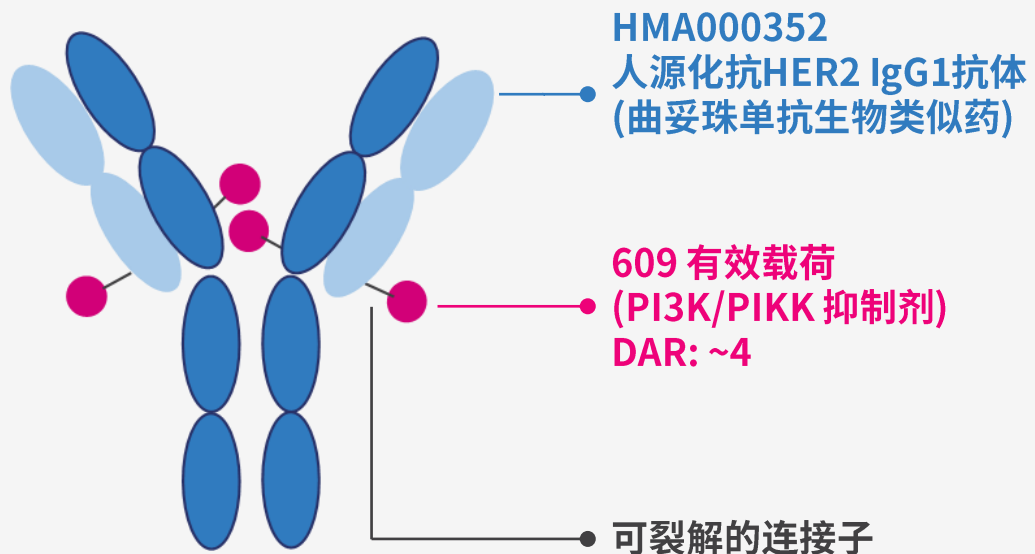 HMA000352
人源化抗HER2 IgG1抗体
(曲妥珠单抗生物类似药)
609 有效载荷
(PI3K/PIKK 抑制剂)
DAR: ~4
可裂解的连接子